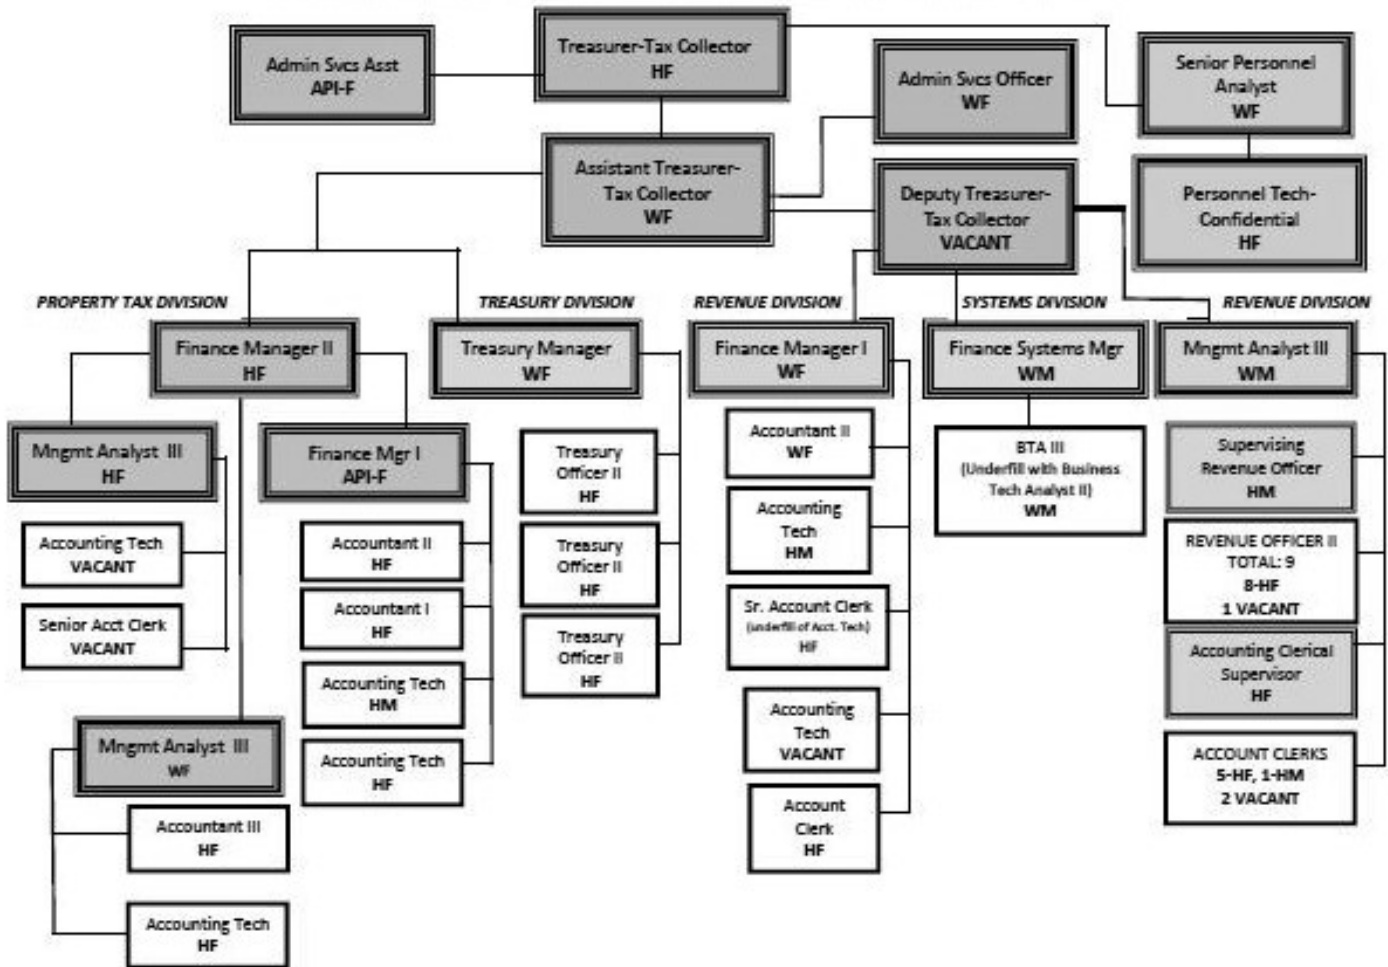 Treasurer-Tax Collector
HF
Admin Svcs Asst
API-F
Admin Svcs Officer
WF
Senior Personnel
Analyst
WF
Assistant Treasurer-
Tax Collector
WF
Deputy Treasurer-
Tax Collector
VACANT
Personnel Tech-
Confidential
HF
PROPERTY TAX DIVISION
TREASURY DIVISION
REVENUE DIVISION
SYSTEMS DIVISION
REVENUE DIVISION
Finance Manager II
HF
Treasury Manager
WF
Finance Manager I
WF
Finance Systems Mgr
WM
Mngmt Analyst III
WM
Mngmt Analyst III
HF
Accounting Tech
VACANT
Senior Acct Clerk
VACANT
Finance Mgr I
API-F
Accountant II
HF
Accountant I
HF
Accounting Tech
HM
Accounting Tech
HF
Mngmt Analyst III
WF
Accountant III
HF
Accounting Tech
HF
Treasury
Officer II
HF
Treasury
Officer II
HF
Treasury
Officer II
HF
Accountant II
WF
Accounting
Tech
HM
Sr. Account Clerk
(underfill of Acct. Tech)
HF
Accounting
Tech
VACANT
Account
Clerk
HF
BTA III
(Underfill with Business
Tech Analyst II)
WM
Supervising
Revenue Officer
HM
REVENUE OFFICER II
TOTAL: 9
8-HF
1 VACANT
Accounting Clerical
Supervisor
HF
ACCOUNT CLERKS
5-HF, 1-HM
2 VACANT